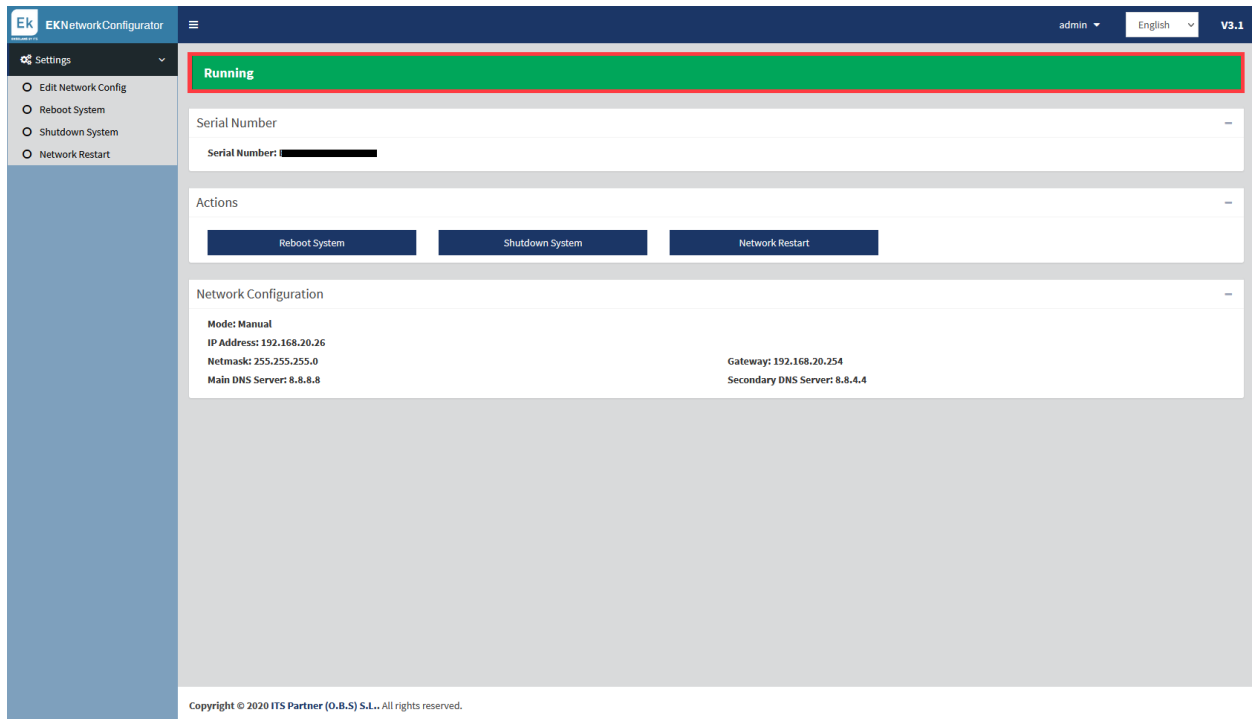 Ek EKNetworkConfigurator admin English V3.1
Settings
Edit Network Config
Reboot System
Shutdown System
Network Restart
Running
Serial Number
Serial Number:
Actions
Reboot System Shutdown System Network Restart
Network Configuration
Mode: Manual
IP Address: 192.168.20.26
Netmask: 255.255.255.0 Gateway: 192.168.20.254
Main DNS Server: 8.8.8.8 Secondary DNS Server: 8.8.4.4
Copyright © 2020 ITS Partner (O.B.S) S.L.. All rights reserved.